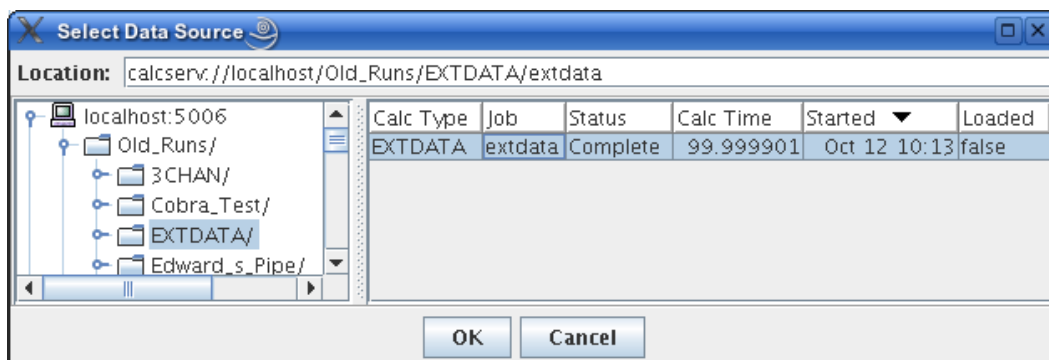 Select Data Source
Location: calcserv://localhost/Old_Runs/EXTDATA/extdata
localhost:5006
Old_Runs/
3CHAN/
Cobra_Test/
EXTDATA/
Edward_s_Pipe/
Calc Type Job Status Calc Time Started Loaded
EXTDATA extdata Complete 99.999901 Oct 12 10:13 false
OK Cancel